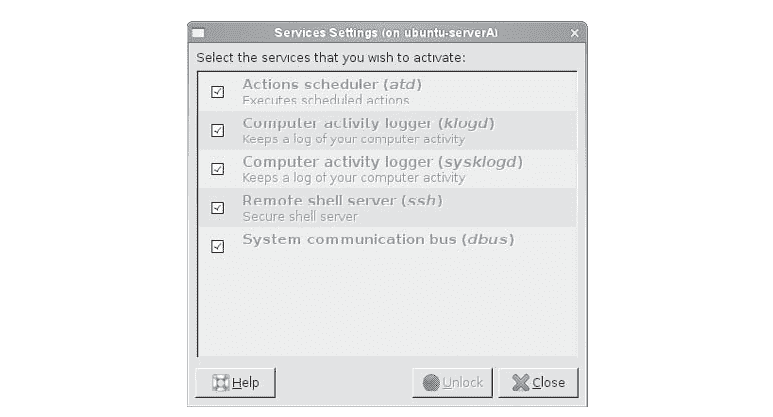 Services Settings (on ubuntu-serverA)
Select the services that you wish to activate:
Actions scheduler (atd)
Executes scheduled actions
Computer activity logger (klogd)
Keeps a log of your computer activity
Computer activity logger (sysklogd)
Keeps a log of your computer activity
Remote shell server (ssh)
Secure shell server
System communication bus (dbus)
Help Unlock Close